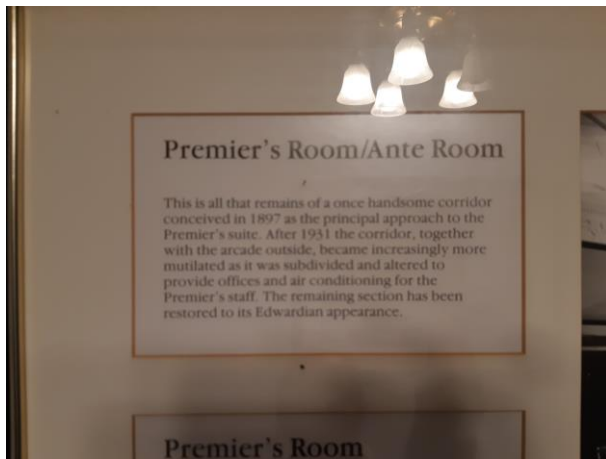 Premier's Room/Ante Room
This is all that remains of a once handsome corridor
conceived in 1897 as the principal approach to the
Premier's suite. After 1931 the corridor, together
with the arcade outside, became increasingly more
mutilated as it was subdivided and altered to
provide offices and air conditioning for the
Premier's staff. The remaining section has been
restored to its Edwardian appearance.
Premier's Room